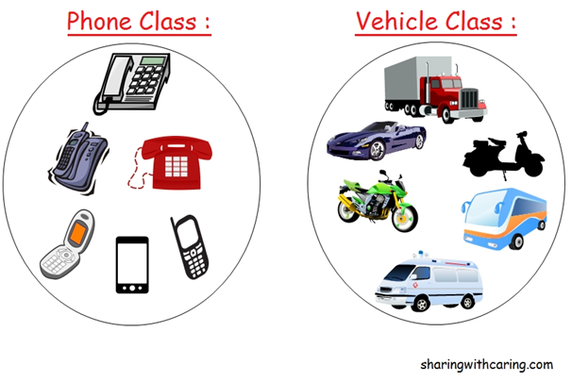 Phone Class :
Vehicle Class :
sharingwithcaring.com